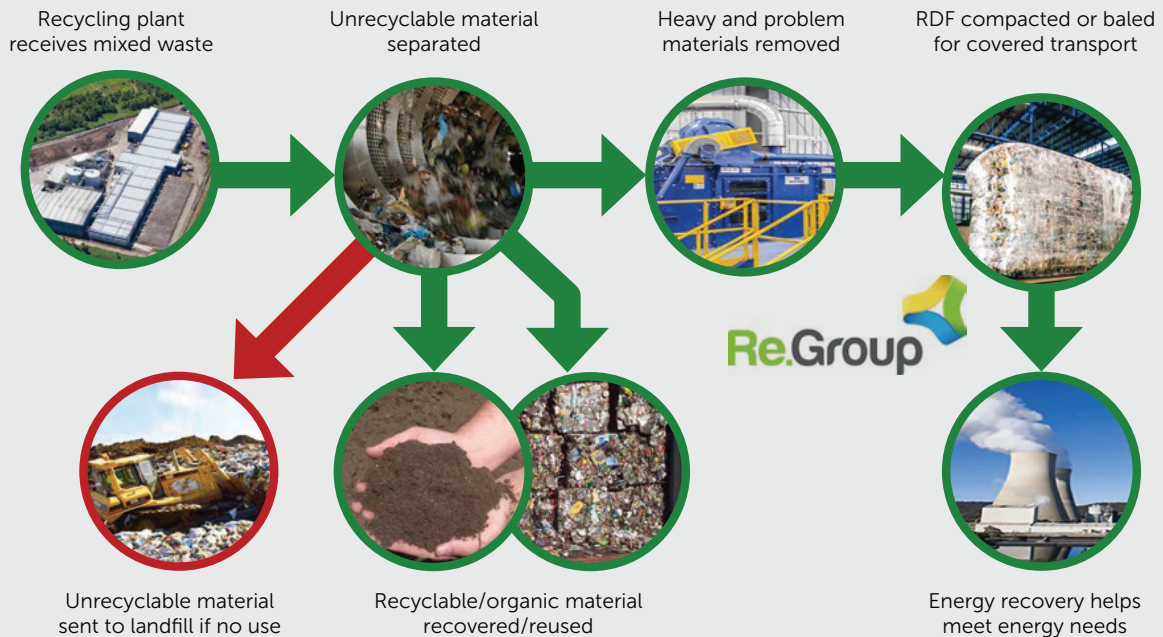 Recycling plant
receives mixed waste
Unrecyclable material
separated
Heavy and problem
materials removed
RDF compacted or baled
for covered transport
Re.Group
Unrecyclable material
sent to landfill if no use
Recyclable/organic material
recovered/reused
Energy recovery helps
meet energy needs